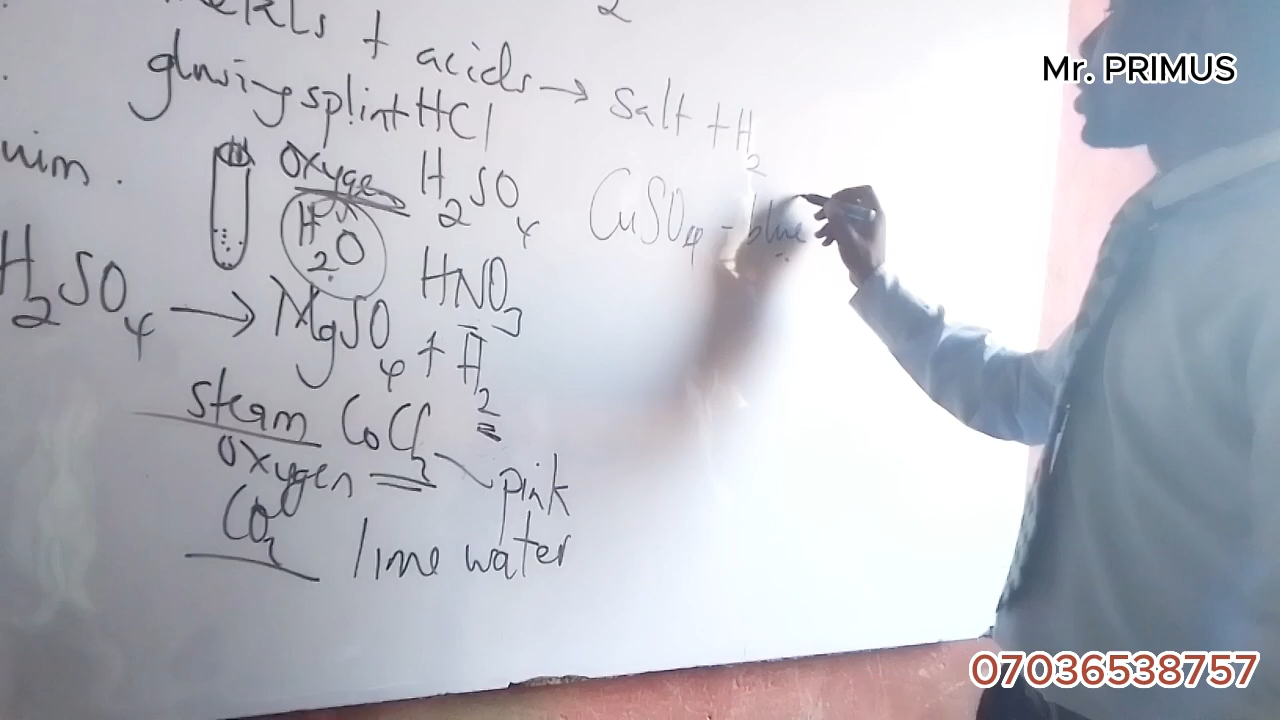 2
metals + acids → salt + H2
glowing splint HCl
oxygen H2SO4
CuSO4 - blue
H2O
HNO3
H2SO4 → MgSO4 + H2
steam CoCl2
pink
oxygen
CO2
lime water
Mr. PRIMUS
07036538757